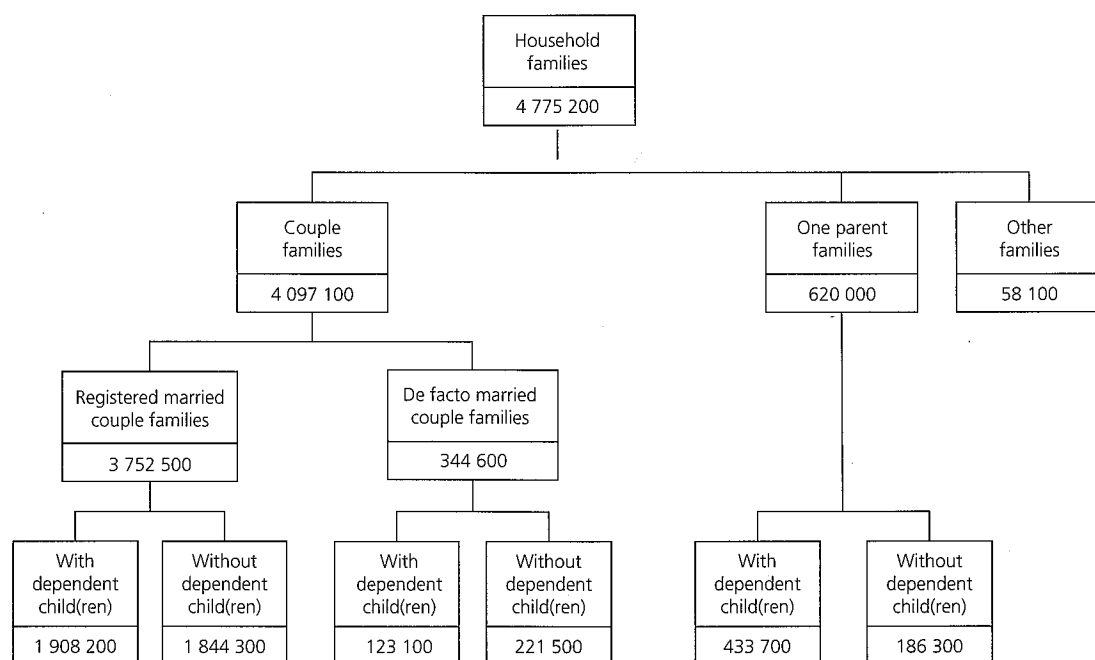 Household
families
4 775 200
Couple
families
4 097 100
One parent
families
620 000
Other
families
58 100
Registered married
couple families
3 752 500
De facto married
couple families
344 600
With
dependent
child(ren)
1 908 200
Without
dependent
child(ren)
1 844 300
With
dependent
child(ren)
123 100
Without
dependent
child(ren)
221 500
With
dependent
child(ren)
433 700
Without
dependent
child(ren)
186 300